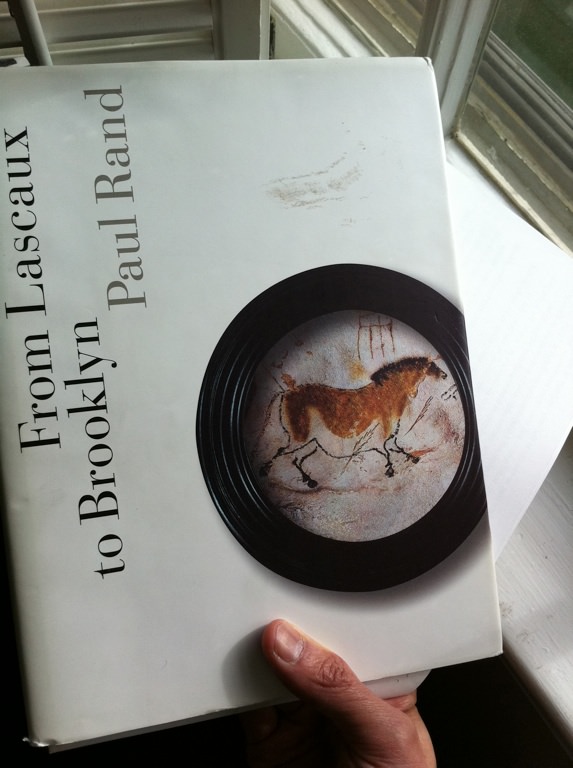 From Lascaux
to Brooklyn
Paul Rand